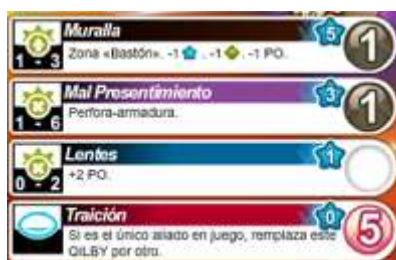 Muralla 5 1
1 - 3 Zona «Bastón». -1 , -1 , -1 PO.
Mal Presentimiento 3 1
1 - 6 Perfora-armadura.
Lentes 1
0 - 2 +2 PO.
Traición 0 5
Si es el único aliado en juego, remplaza este
QILBY por otro.